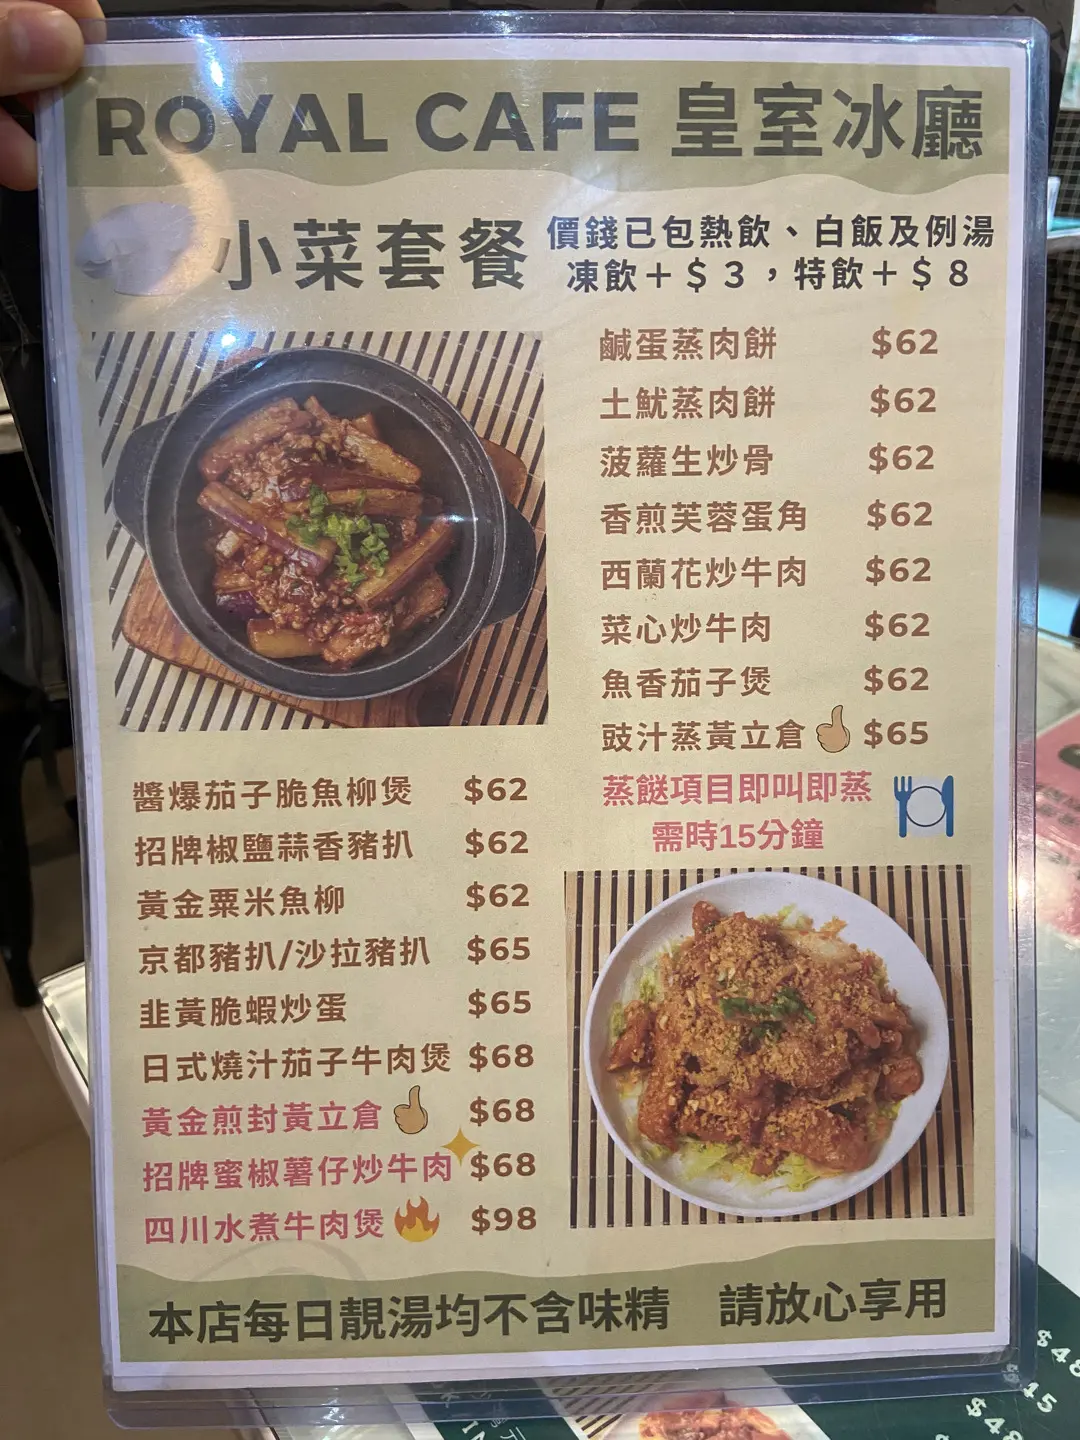 ROYAL CAFE 皇室冰廳
小菜套餐
價錢已包熱飲、白飯及例湯
凍飲＋＄３，特飲＋＄８
鹹蛋蒸肉餅 $62
土魷蒸肉餅 $62
菠蘿生炒骨 $62
香煎芙蓉蛋角 $62
西蘭花炒牛肉 $62
菜心炒牛肉 $62
魚香茄子煲 $62
豉汁蒸黃立倉 $65
蒸餸項目即叫即蒸
需時15分鐘
醬爆茄子脆魚柳煲 $62
招牌椒鹽蒜香豬扒 $62
黃金粟米魚柳 $62
京都豬扒/沙拉豬扒 $65
韭黃脆蝦炒蛋 $65
日式燒汁茄子牛肉煲 $68
黃金煎封黃立倉 $68
招牌蜜椒薯仔炒牛肉 $68
四川水煮牛肉煲 $98
本店每日靚湯均不含味精 請放心享用
$48